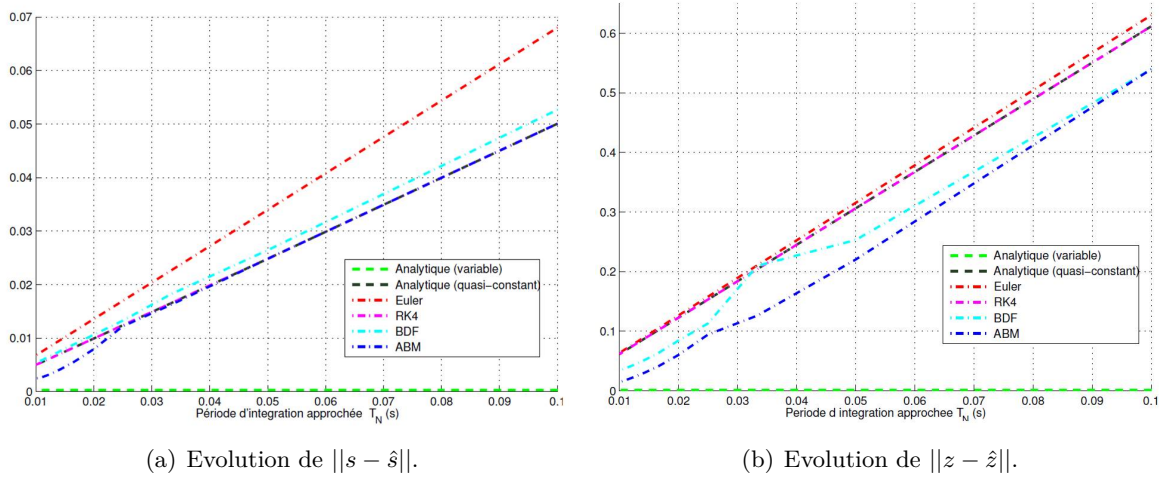 0.07
0.06
0.05
0.04
0.03
0.02
0.01
0
0.01 0.02 0.03 0.04 0.05 0.06 0.07 0.08 0.09 0.1
Période d'integration approchée T_N (s)
Analytique (variable)
Analytique (quasi-constant)
Euler
RK4
BDF
ABM
(a) Evolution de ||s − ŝ||.
0.6
0.5
0.4
0.3
0.2
0.1
0
0.01 0.02 0.03 0.04 0.05 0.06 0.07 0.08 0.09 0.1
Periode d integration approchee T_N (s)
Analytique (variable)
Analytique (quasi-constant)
Euler
RK4
BDF
ABM
(b) Evolution de ||z − ẑ||.